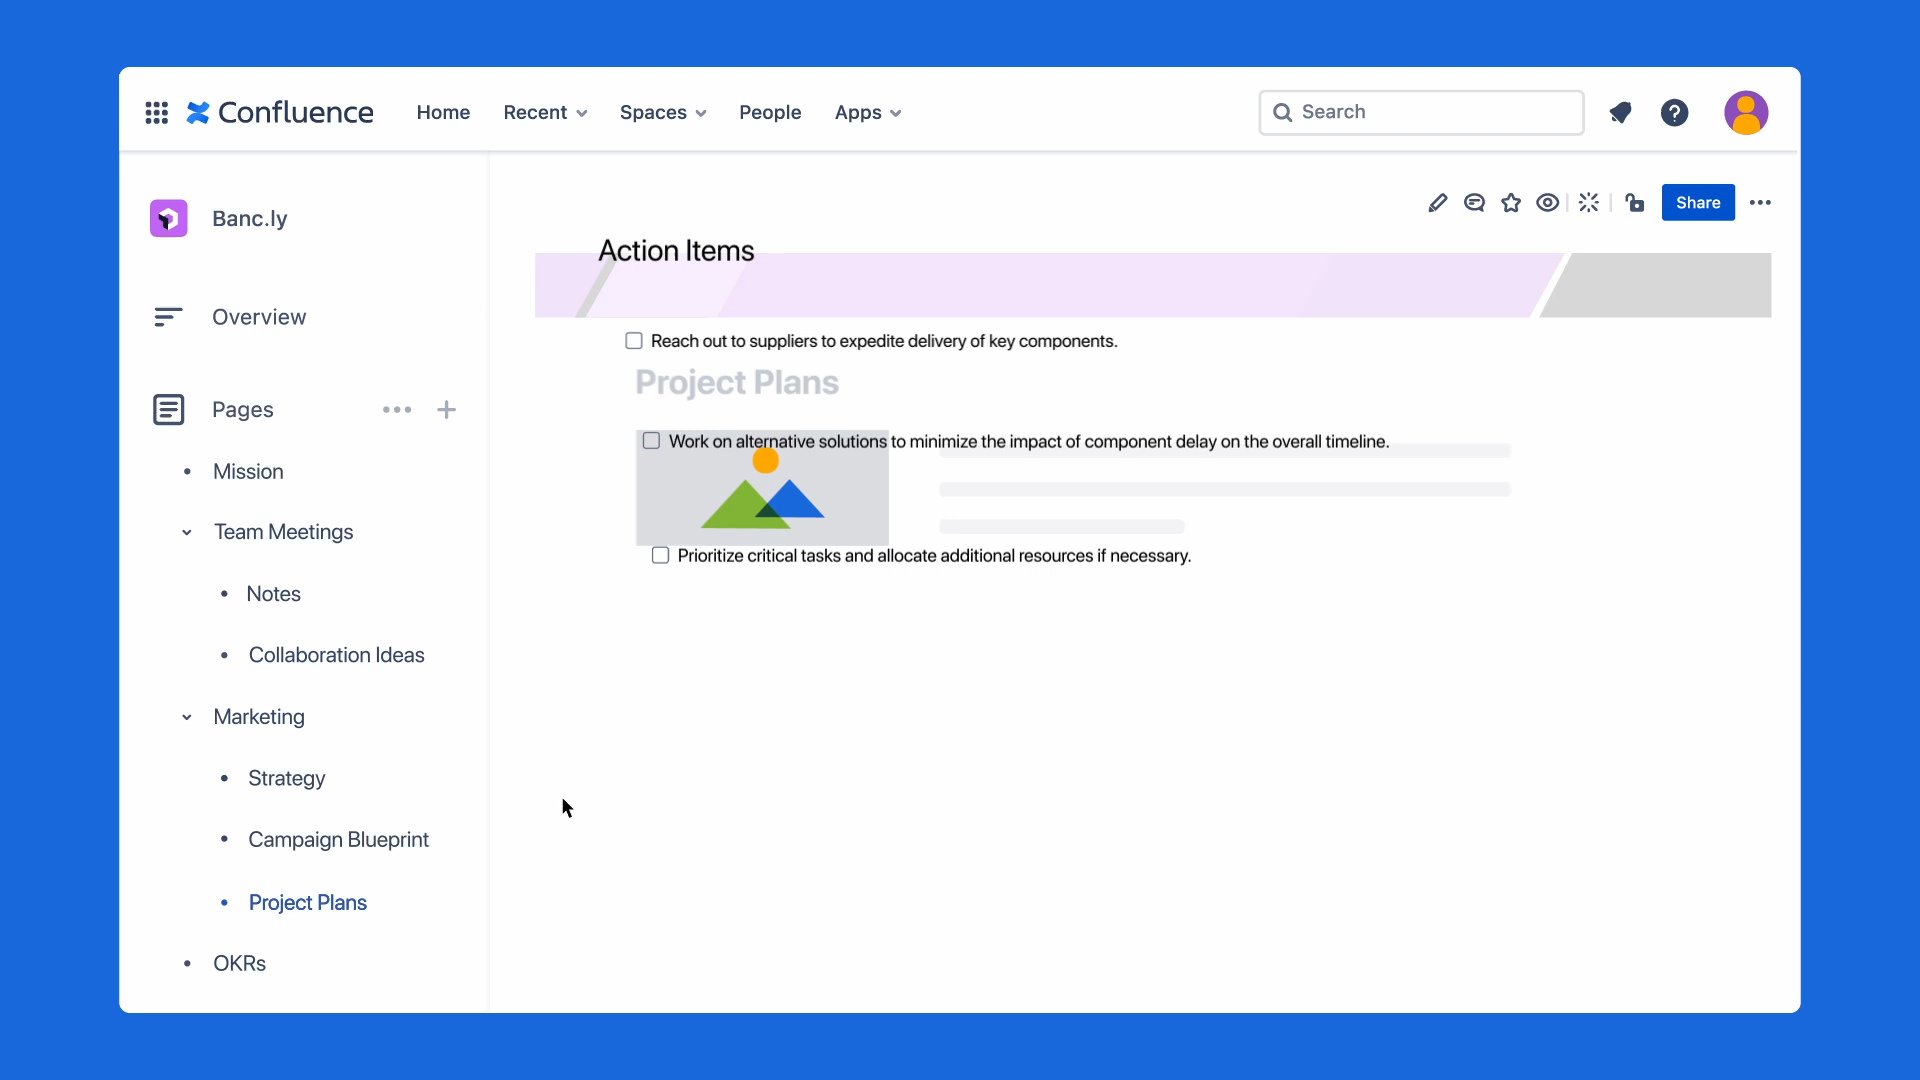 Confluence
Home
Recent
Spaces
People
Apps
Search
Banc.ly
Overview
Pages
Mission
Team Meetings
Notes
Collaboration Ideas
Marketing
Strategy
Campaign Blueprint
Project Plans
OKRs
Share
Action Items
Reach out to suppliers to expedite delivery of key components.
Project Plans
Work on alternative solutions to minimize the impact of component delay on the overall timeline.
Prioritize critical tasks and allocate additional resources if necessary.